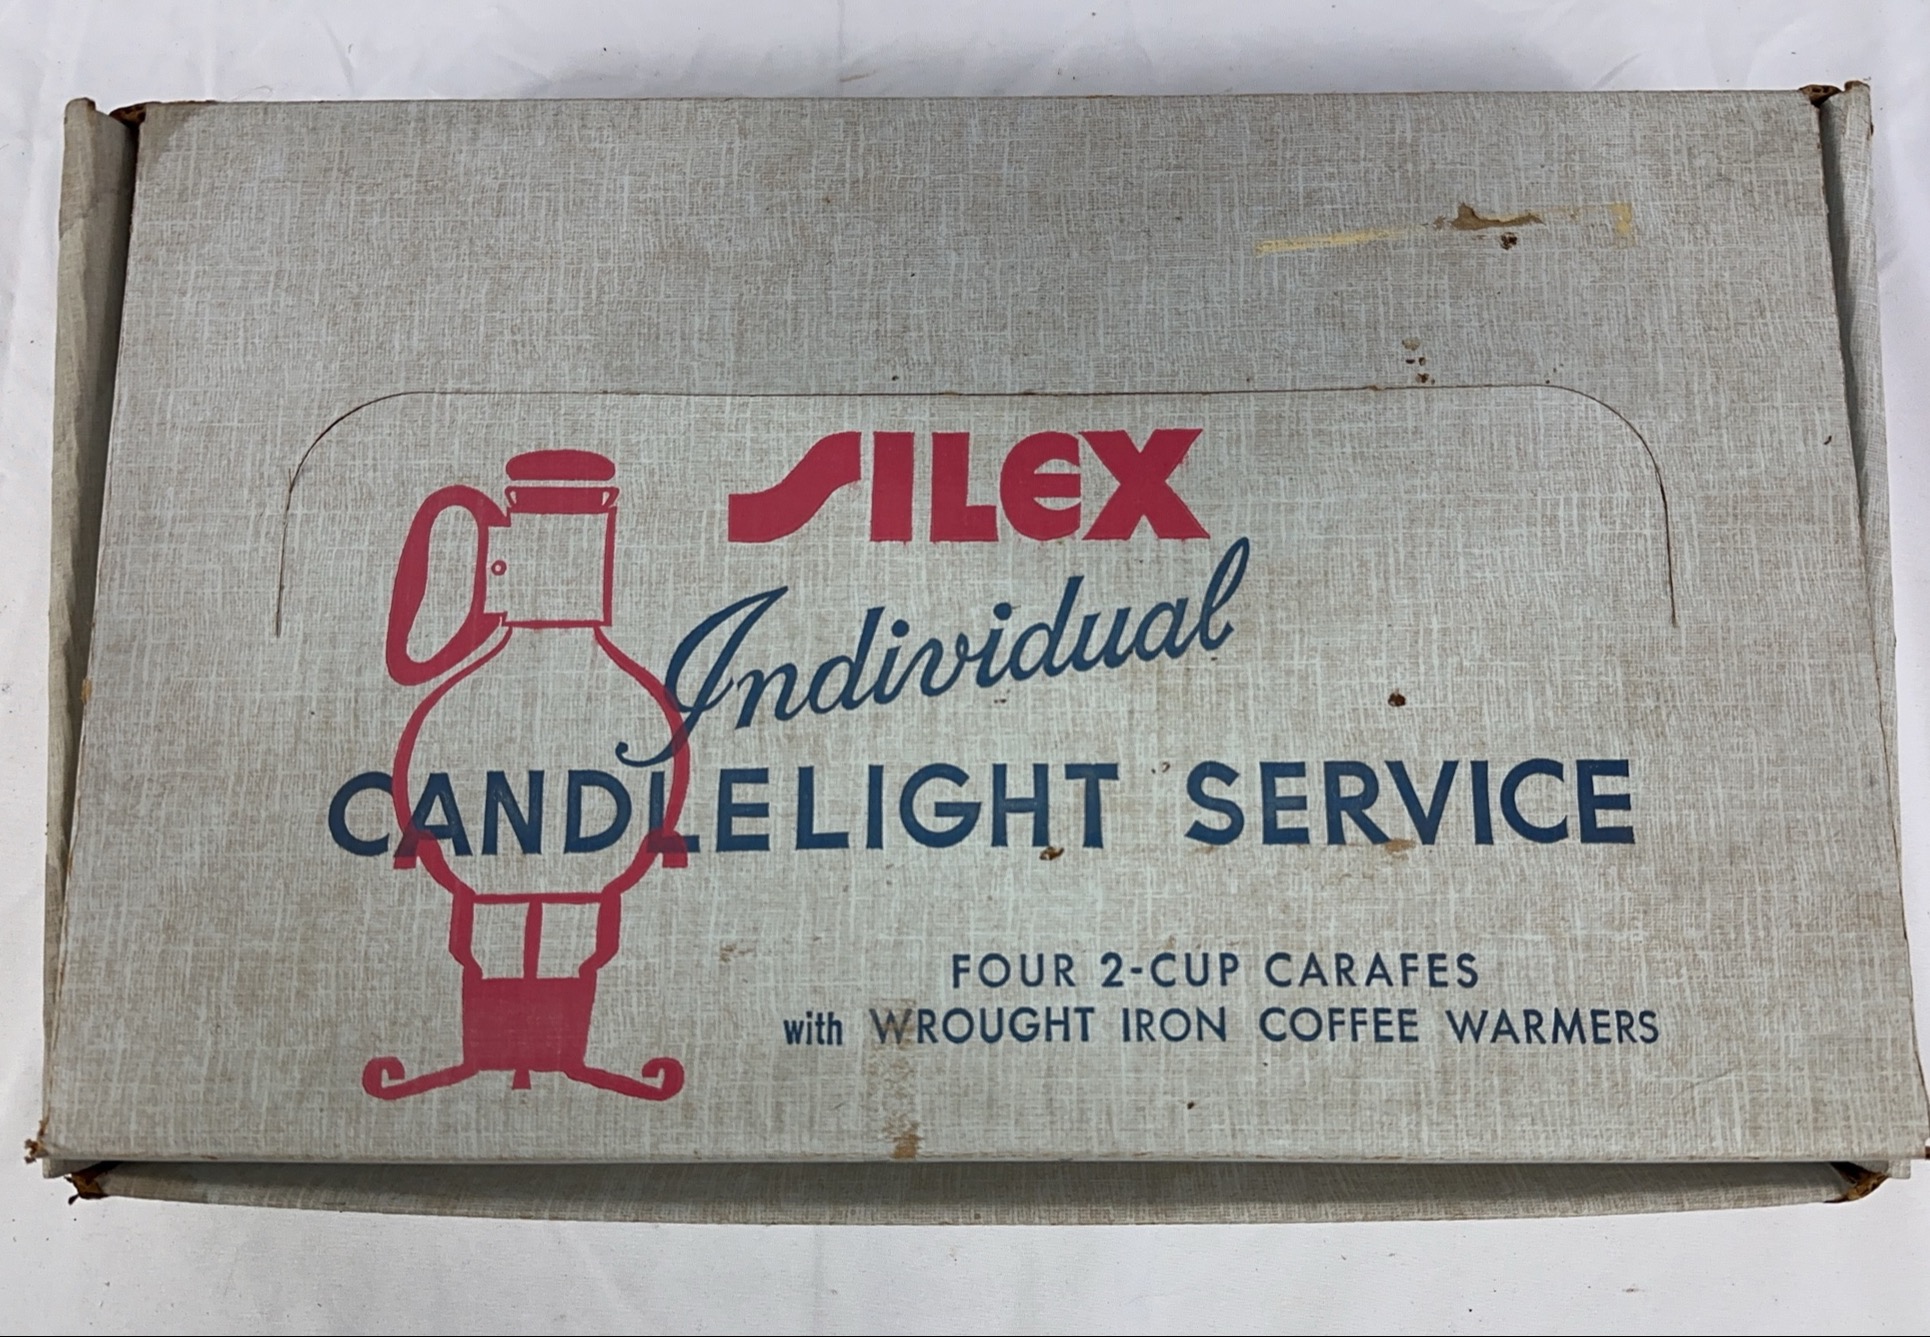 SILEX
Individual
CANDLELIGHT SERVICE
FOUR 2-CUP CARAFES
with WROUGHT IRON COFFEE WARMERS